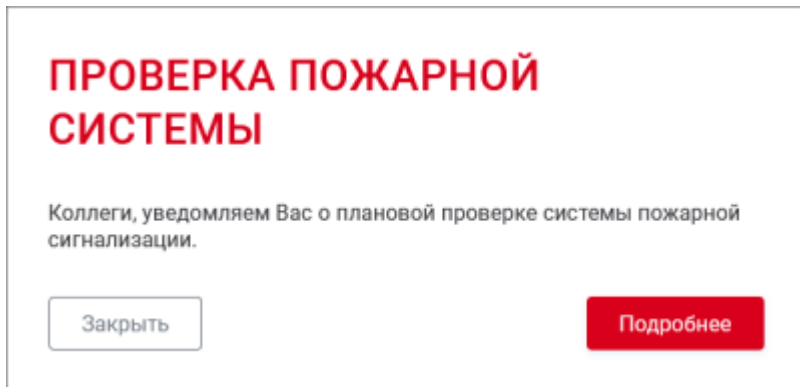 ПРОВЕРКА ПОЖАРНОЙ
СИСТЕМЫ
Коллеги, уведомляем Вас о плановой проверке системы пожарной
сигнализации.
Закрыть
Подробнее